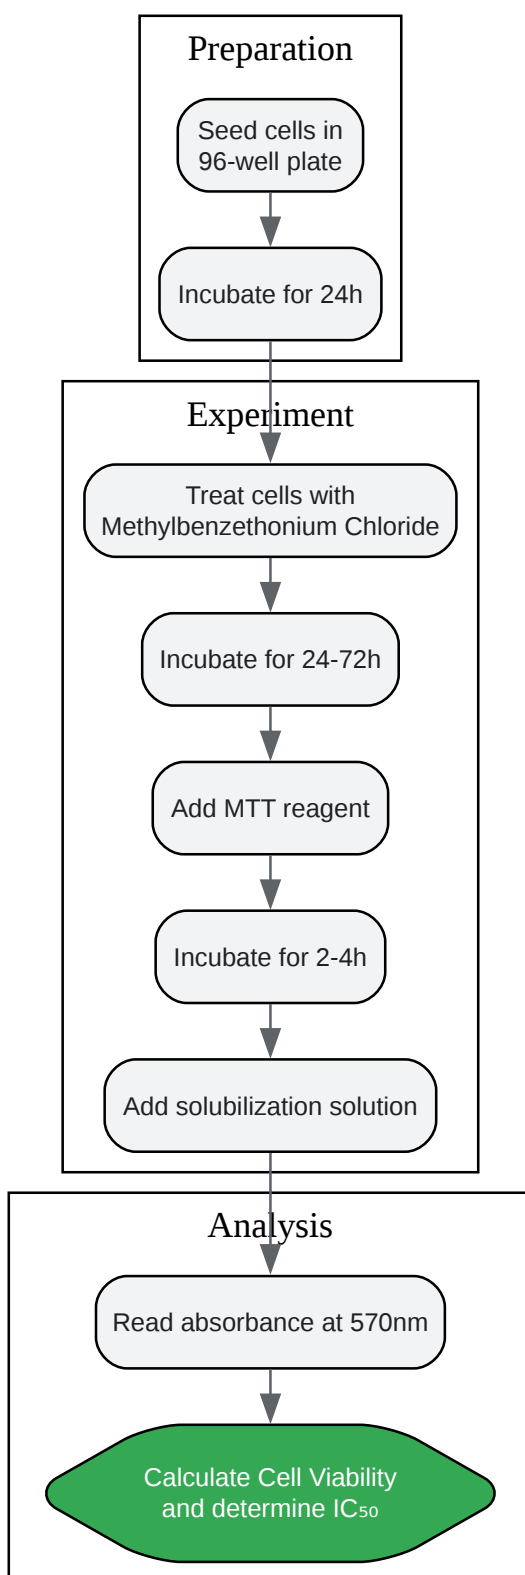 Preparation
Seed cells in
96-well plate
Incubate for 24h
Experiment
Treat cells with
Methylbenzethonium Chloride
Incubate for 24-72h
Add MTT reagent
Incubate for 2-4h
Add solubilization solution
Analysis
Read absorbance at 570nm
Calculate Cell Viability
and determine IC₅₀